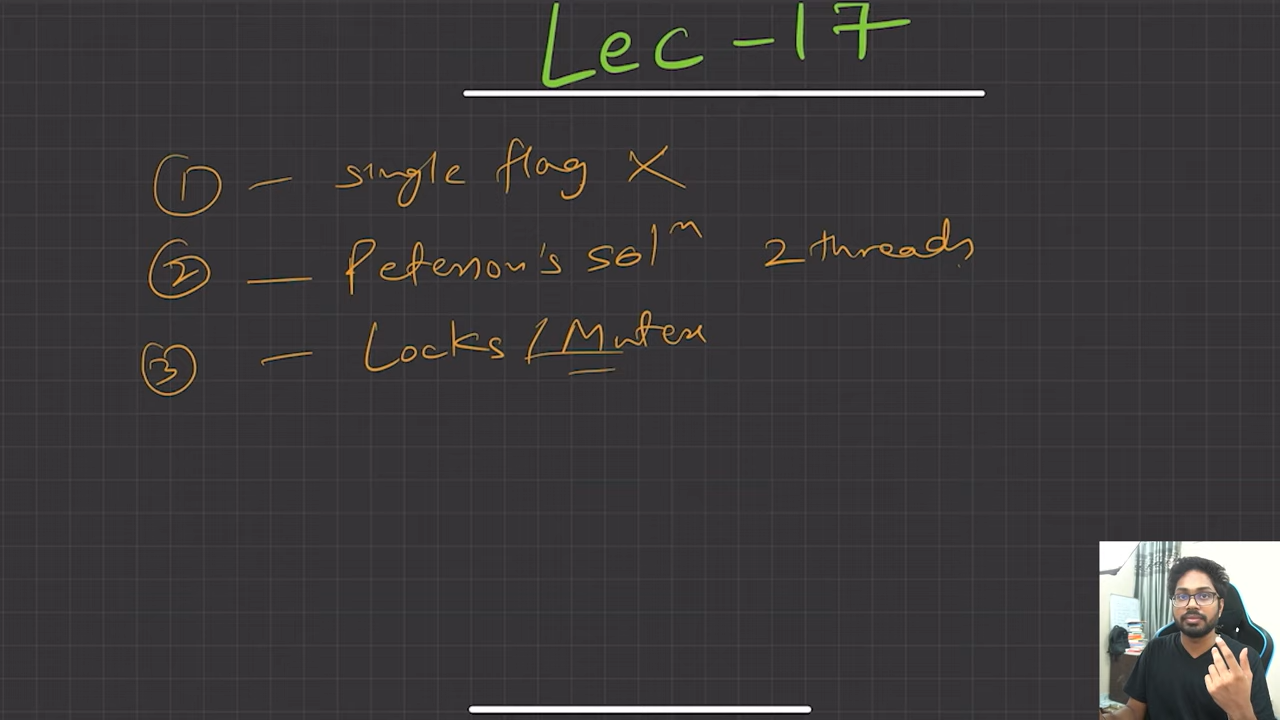 Lec - 17
① - single flag X
② - Peterson's solⁿ 2 threads
③ - Locks / Mutex